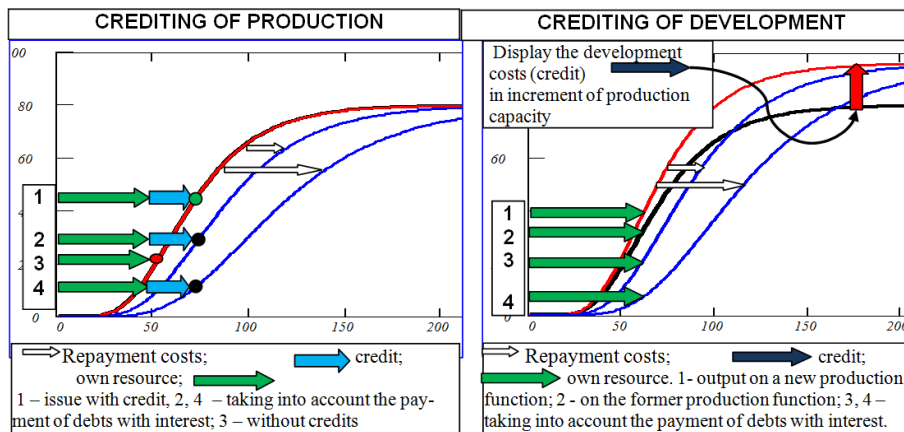 CREDITING OF PRODUCTION
00
80
60
40
20
0
1
2
3
4
0
50
100
150
200
Repayment costs;
credit;
own resource;
1 – issue with credit, 2, 4 – taking into account the pay-
ment of debts with interest; 3 – without credits
CREDITING OF DEVELOPMENT
Display the development
costs (credit)
in increment of production
capacity
60
0
1
2
3
4
0
50
100
150
200
Repayment costs;
credit;
own resource. 1- output on a new production
function; 2 - on the former production function; 3, 4 –
taking into account the payment of debts with interest.